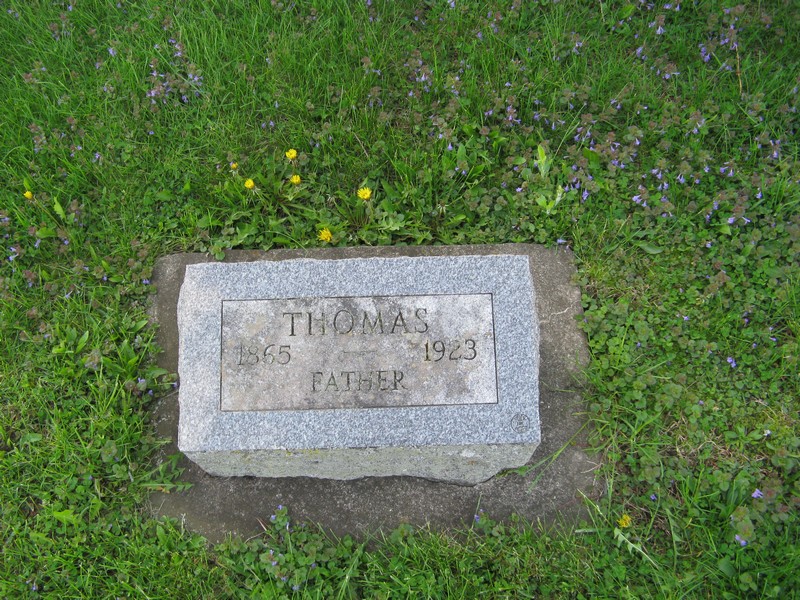 THOMAS
1865 — 1923
FATHER